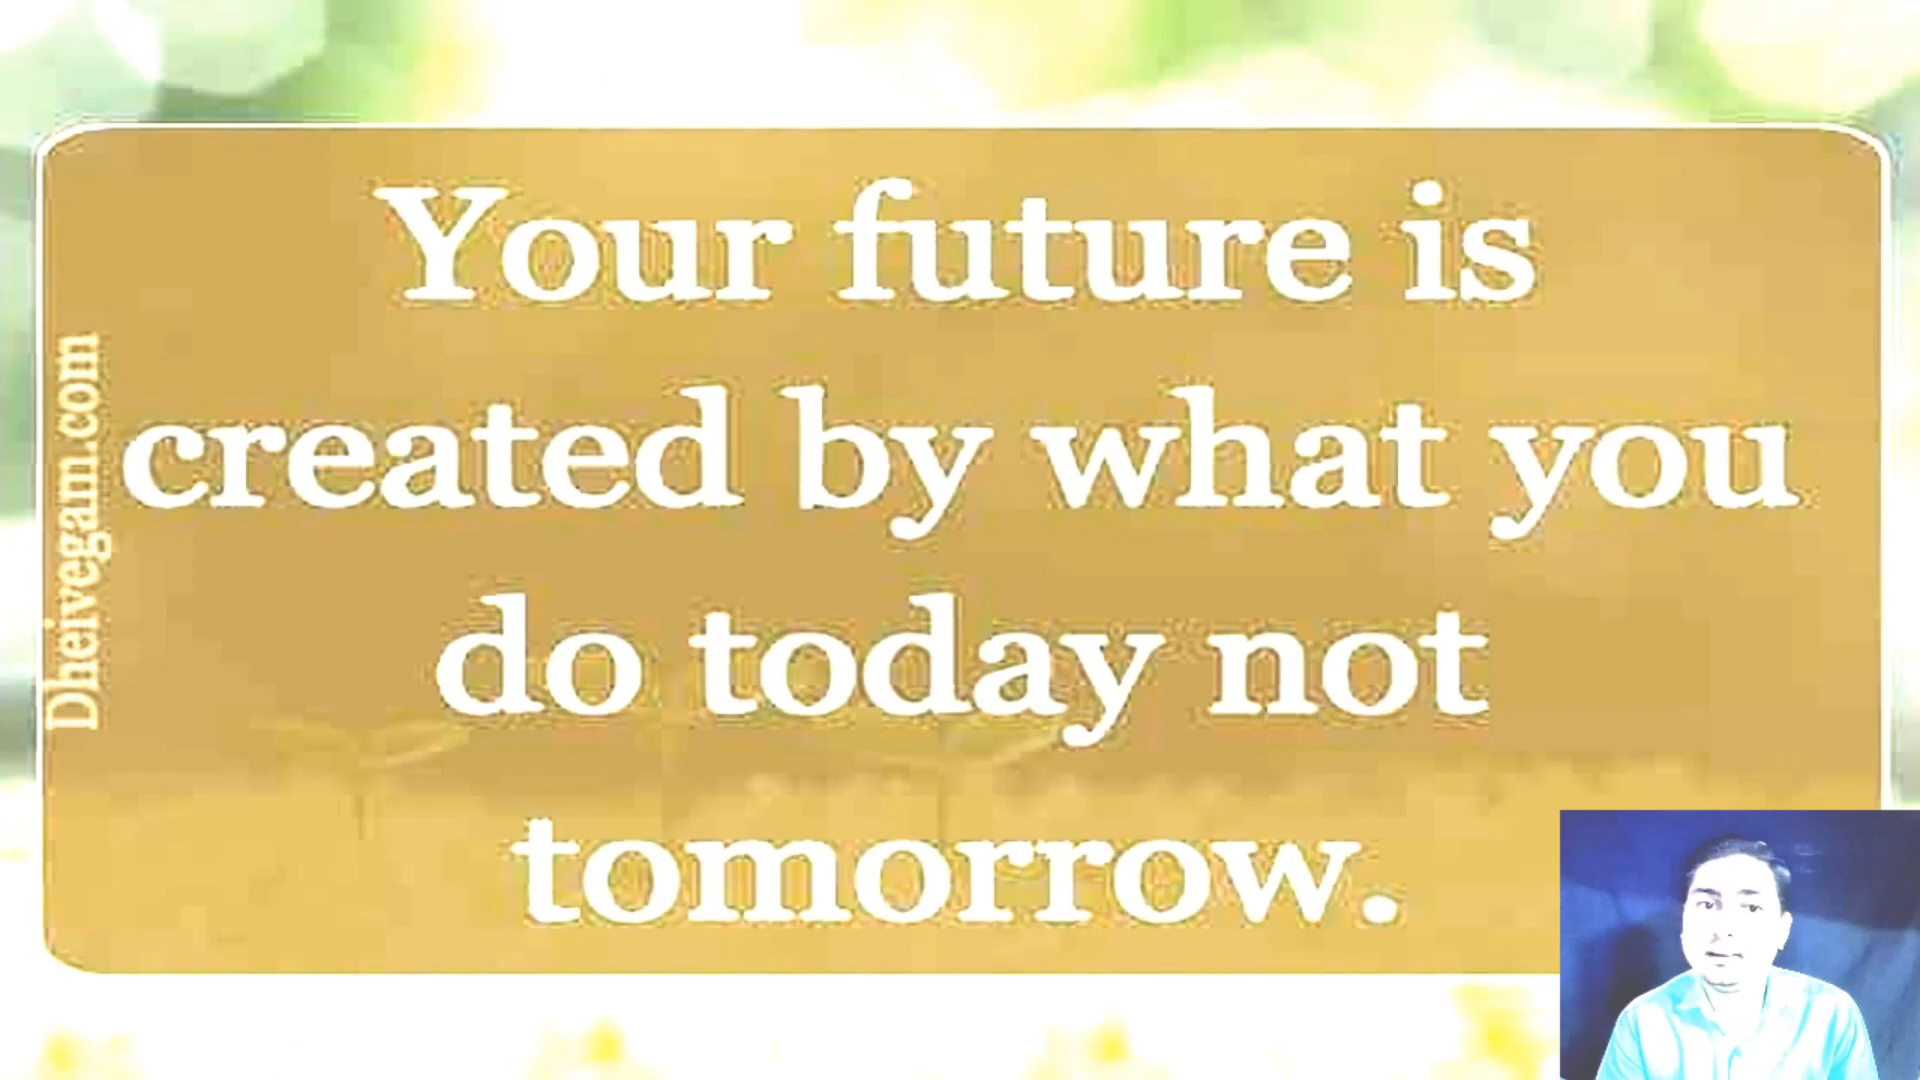 Your future is
created by what you
do today not
tomorrow.
Dheivegam.com